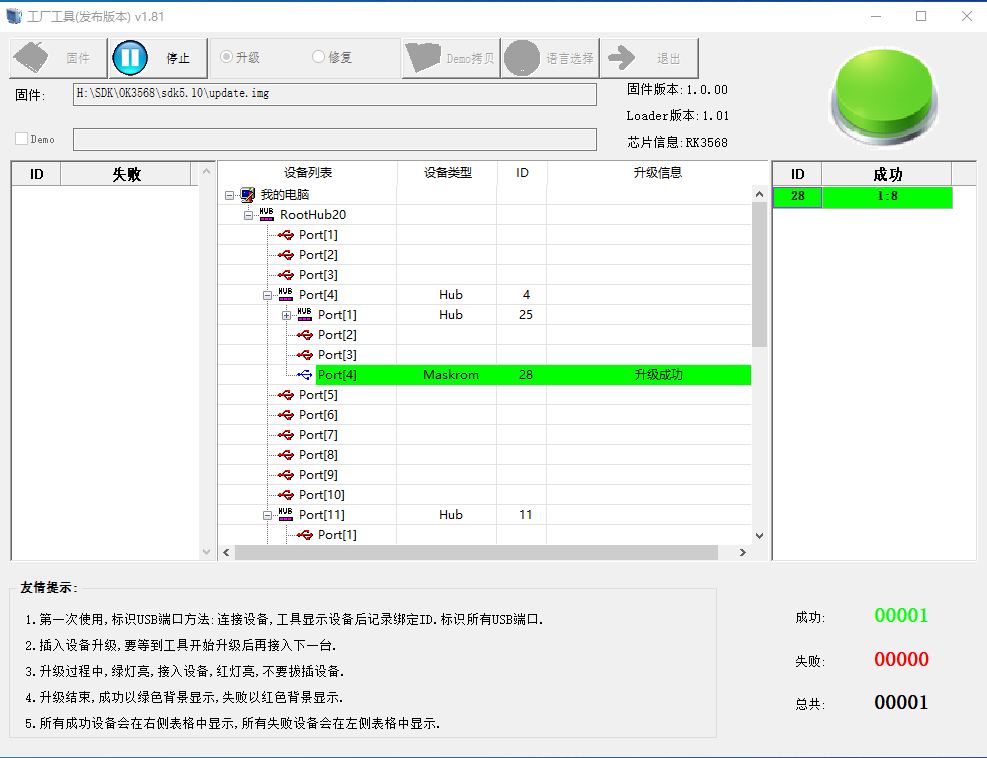 工厂工具(发布版本) v1.81
固件 停止 升级 修复 Demo拷贝 语言选择 退出
固件: H:\SDK\OK3568\sdk5.10\update.img
固件版本:1.0.00
Loader版本:1.01
Demo
芯片信息:RK3568
ID 失败
设备列表 设备类型 ID 升级信息
ID 成功
28 1:8
我的电脑
RootHub20
Port[1]
Port[2]
Port[3]
Port[4] Hub 4
Port[1] Hub 25
Port[2]
Port[3]
Port[4] Maskrom 28 升级成功
Port[5]
Port[6]
Port[7]
Port[8]
Port[9]
Port[10]
Port[11] Hub 11
Port[1]
友情提示:
1.第一次使用,标识USB端口方法:连接设备,工具显示设备后记录绑定ID.标识所有USB端口.
2.插入设备升级,要等到工具开始升级后再接入下一台.
3.升级过程中,绿灯亮,接入设备,红灯亮,不要拔插设备.
4.升级结束,成功以绿色背景显示,失败以红色背景显示.
5.所有成功设备会在右侧表格中显示,所有失败设备会在左侧表格中显示.
成功: 00001
失败: 00000
总共: 00001
HUB
HUB
HUB
HUB